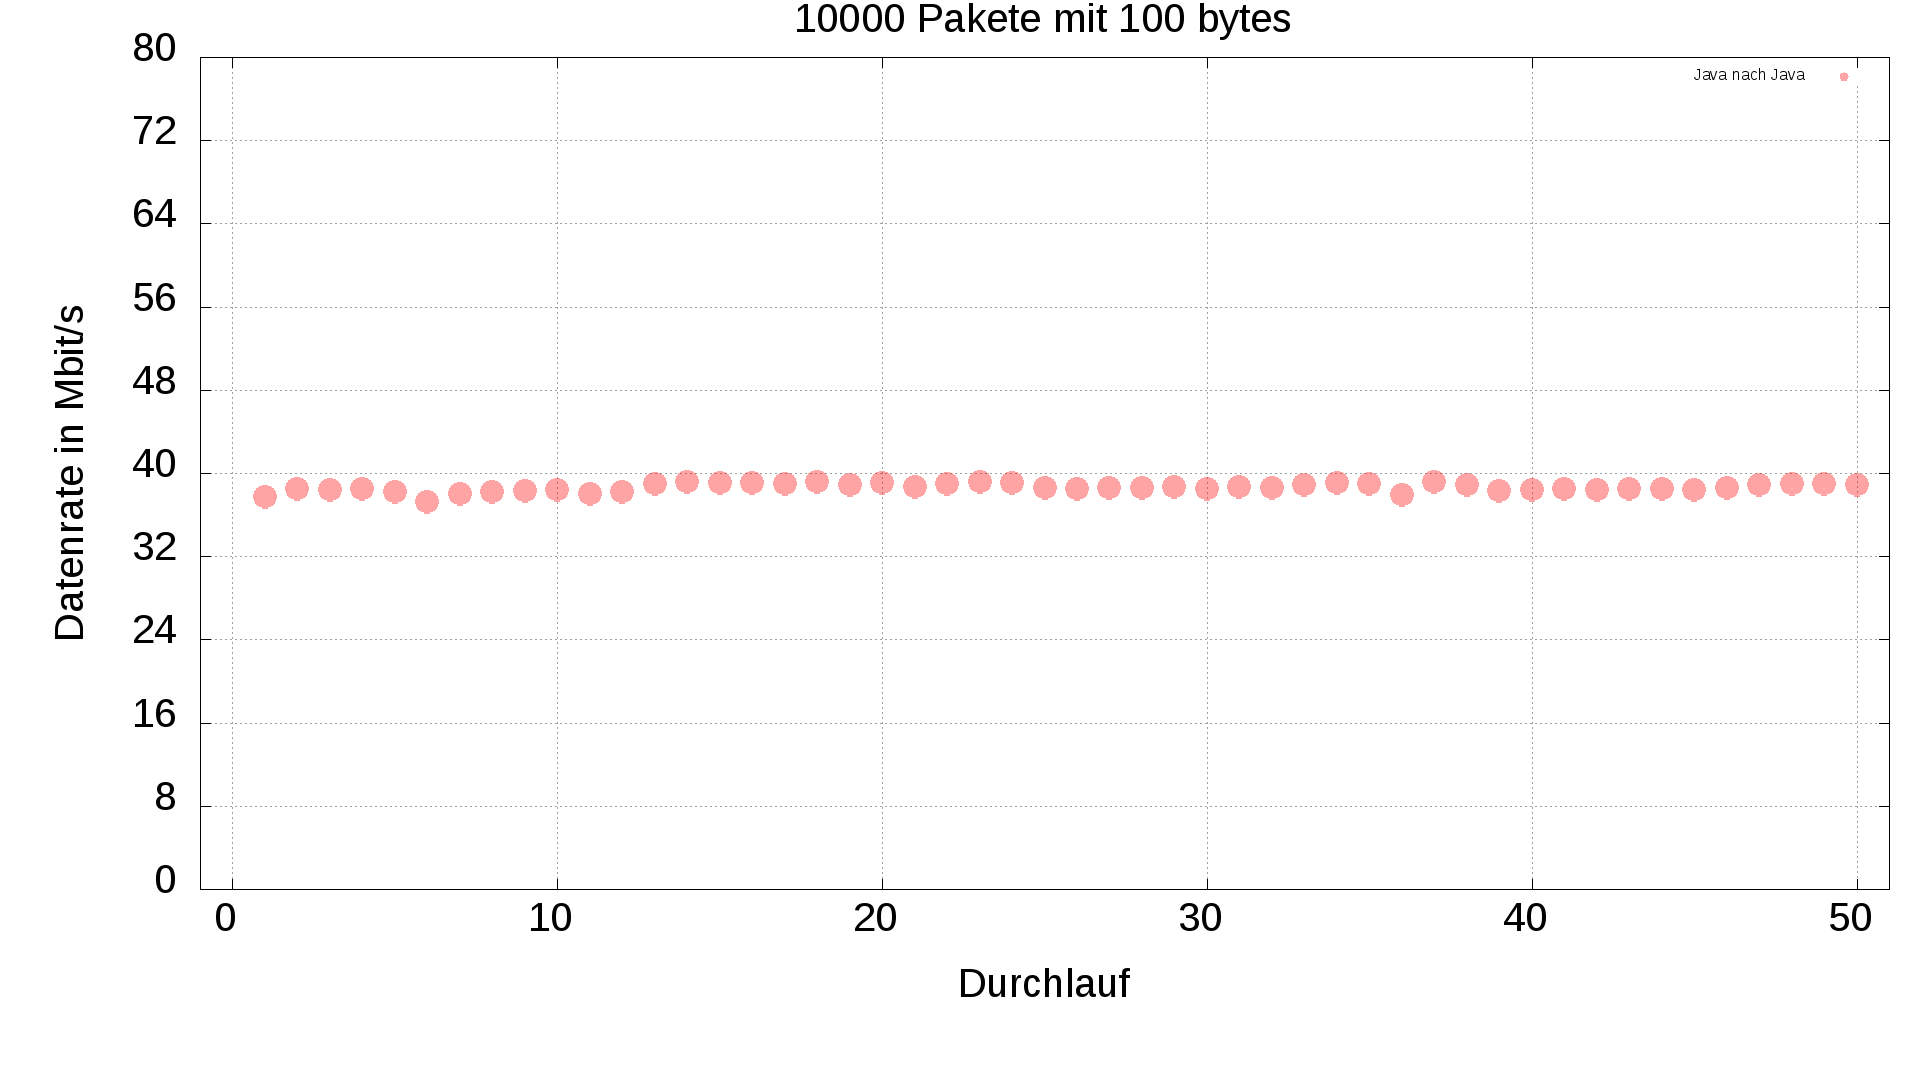 10000 Pakete mit 100 bytes
Java nach Java
80
72
64
56
48
40
32
24
16
8
0
Datenrate in Mbit/s
0 10 20 30 40 50
Durchlauf